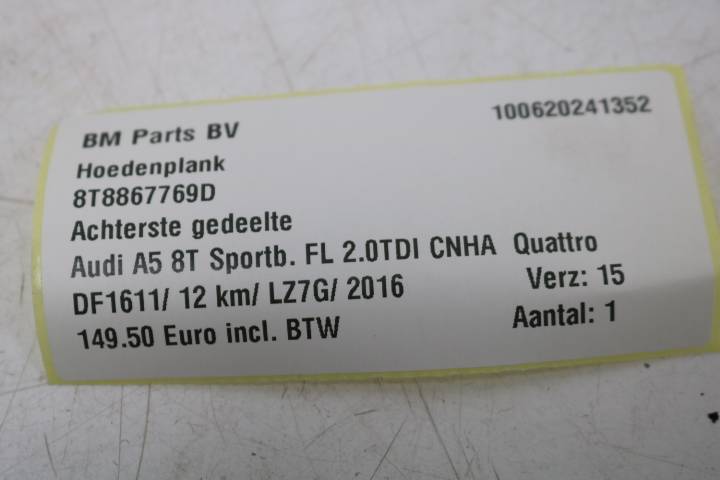 BM Parts BV 100620241352
Hoedenplank
8T8867769D
Achterste gedeelte
Audi A5 8T Sportb. FL 2.0TDI CNHA Quattro
DF1611/ 12 km/ LZ7G/ 2016 Verz: 15
149.50 Euro incl. BTW Aantal: 1